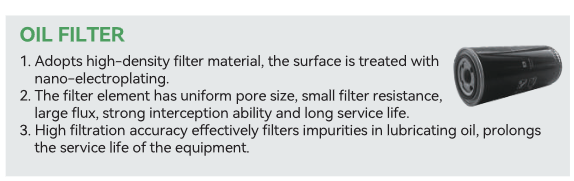 OIL FILTER
1. Adopts high-density filter material, the surface is treated with
nano-electroplating.
2. The filter element has uniform pore size, small filter resistance,
large flux, strong interception ability and long service life.
3. High filtration accuracy effectively filters impurities in lubricating oil, prolongs
the service life of the equipment.